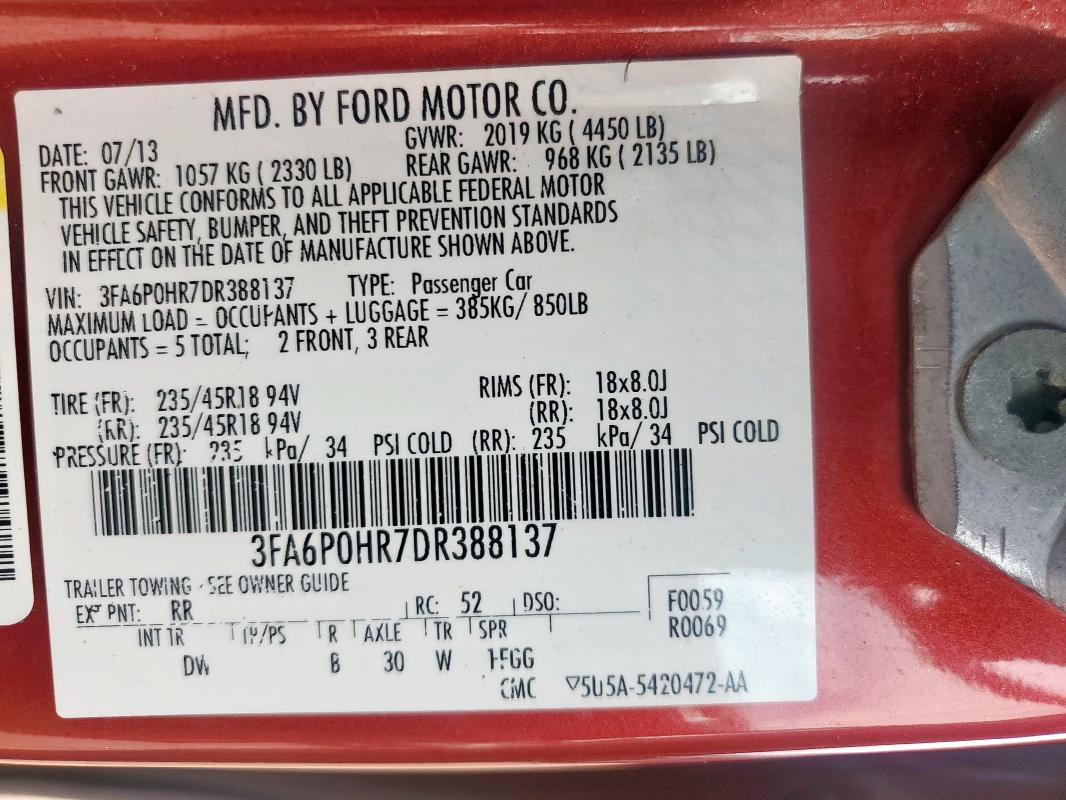 MFD. BY FORD MOTOR CO.
DATE: 07/13 GVWR: 2019 KG ( 4450 LB)
FRONT GAWR: 1057 KG ( 2330 LB) REAR GAWR: 968 KG ( 2135 LB)
THIS VEHICLE CONFORMS TO ALL APPLICABLE FEDERAL MOTOR
VEHICLE SAFETY, BUMPER, AND THEFT PREVENTION STANDARDS
IN EFFECT ON THE DATE OF MANUFACTURE SHOWN ABOVE.
VIN: 3FA6P0HR7DR388137 TYPE: Passenger Car
MAXIMUM LOAD = OCCUPANTS + LUGGAGE = 385KG/ 850LB
OCCUPANTS = 5 TOTAL; 2 FRONT, 3 REAR
TIRE (FR): 235/45R18 94V RIMS (FR): 18x8.0J
(RR): 235/45R18 94V (RR): 18x8.0J
PRESSURE (FR): 235 kPa/ 34 PSI COLD (RR): 235 kPa/ 34 PSI COLD
3FA6P0HR7DR388137
TRAILER TOWING - SEE OWNER GUIDE
EXT PNT: RR RC: 52 DSO: F0059
R0069
INT TR TP/PS R AXLE TR SPR
DW B 30 W
CMC ▽5U5A-5420472-AA